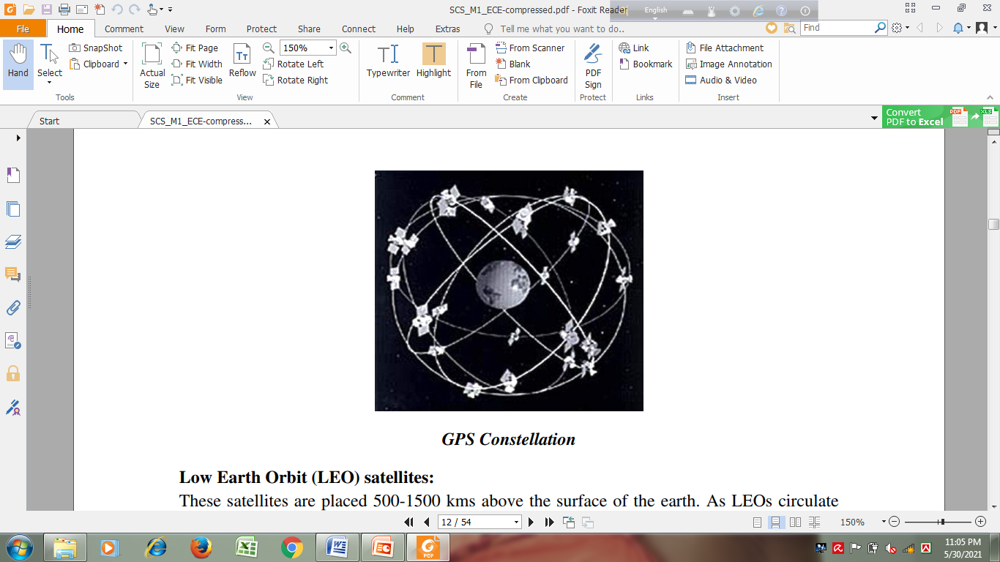 SCS_M1_ECE-compressed.pdf - Foxit Reader
English
File Home Comment View Form Protect Share Connect Help Extras Tell me what you want to do.. Find
Hand
Select
SnapShot
Clipboard
Tools
Actual Size
Fit Page
Fit Width
Fit Visible
Reflow
150%
Rotate Left
Rotate Right
View
Typewriter
Highlight
Comment
From File
From Scanner
Blank
From Clipboard
Create
PDF Sign
Protect
Link
Bookmark
Links
File Attachment
Image Annotation
Audio & Video
Insert
Start
SCS_M1_ECE-compress...
Convert
PDF to Excel
PDF
XLS
GPS Constellation
Low Earth Orbit (LEO) satellites:
These satellites are placed 500-1500 kms above the surface of the earth. As LEOs circulate
12 / 54
150%
PDF
11:05 PM
5/30/2021